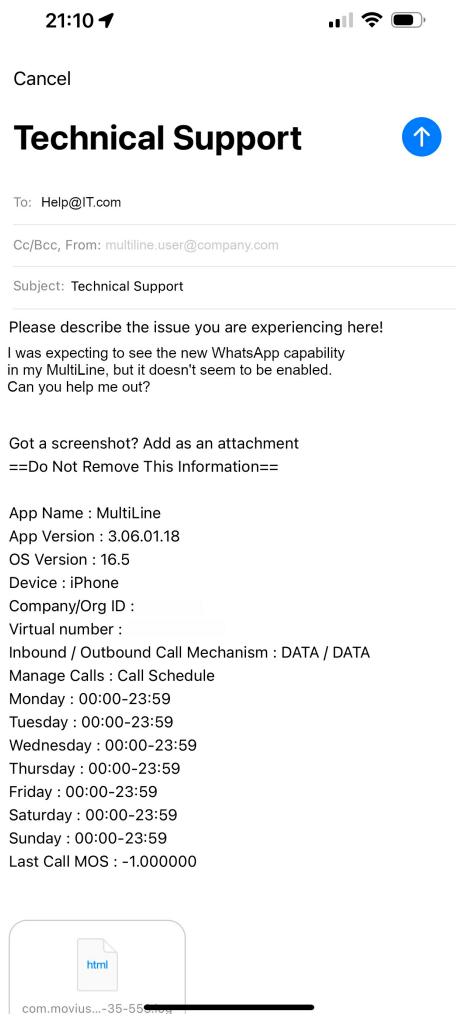 21:10
Cancel
Technical Support
To: Help@IT.com
Cc/Bcc, From: multiline.user@company.com
Subject: Technical Support
Please describe the issue you are experiencing here!
I was expecting to see the new WhatsApp capability
in my MultiLine, but it doesn't seem to be enabled.
Can you help me out?
Got a screenshot? Add as an attachment
==Do Not Remove This Information==
App Name : MultiLine
App Version : 3.06.01.18
OS Version : 16.5
Device : iPhone
Company/Org ID :
Virtual number :
Inbound / Outbound Call Mechanism : DATA / DATA
Manage Calls : Call Schedule
Monday : 00:00-23:59
Tuesday : 00:00-23:59
Wednesday : 00:00-23:59
Thursday : 00:00-23:59
Friday : 00:00-23:59
Saturday : 00:00-23:59
Sunday : 00:00-23:59
Last Call MOS : -1.000000
html